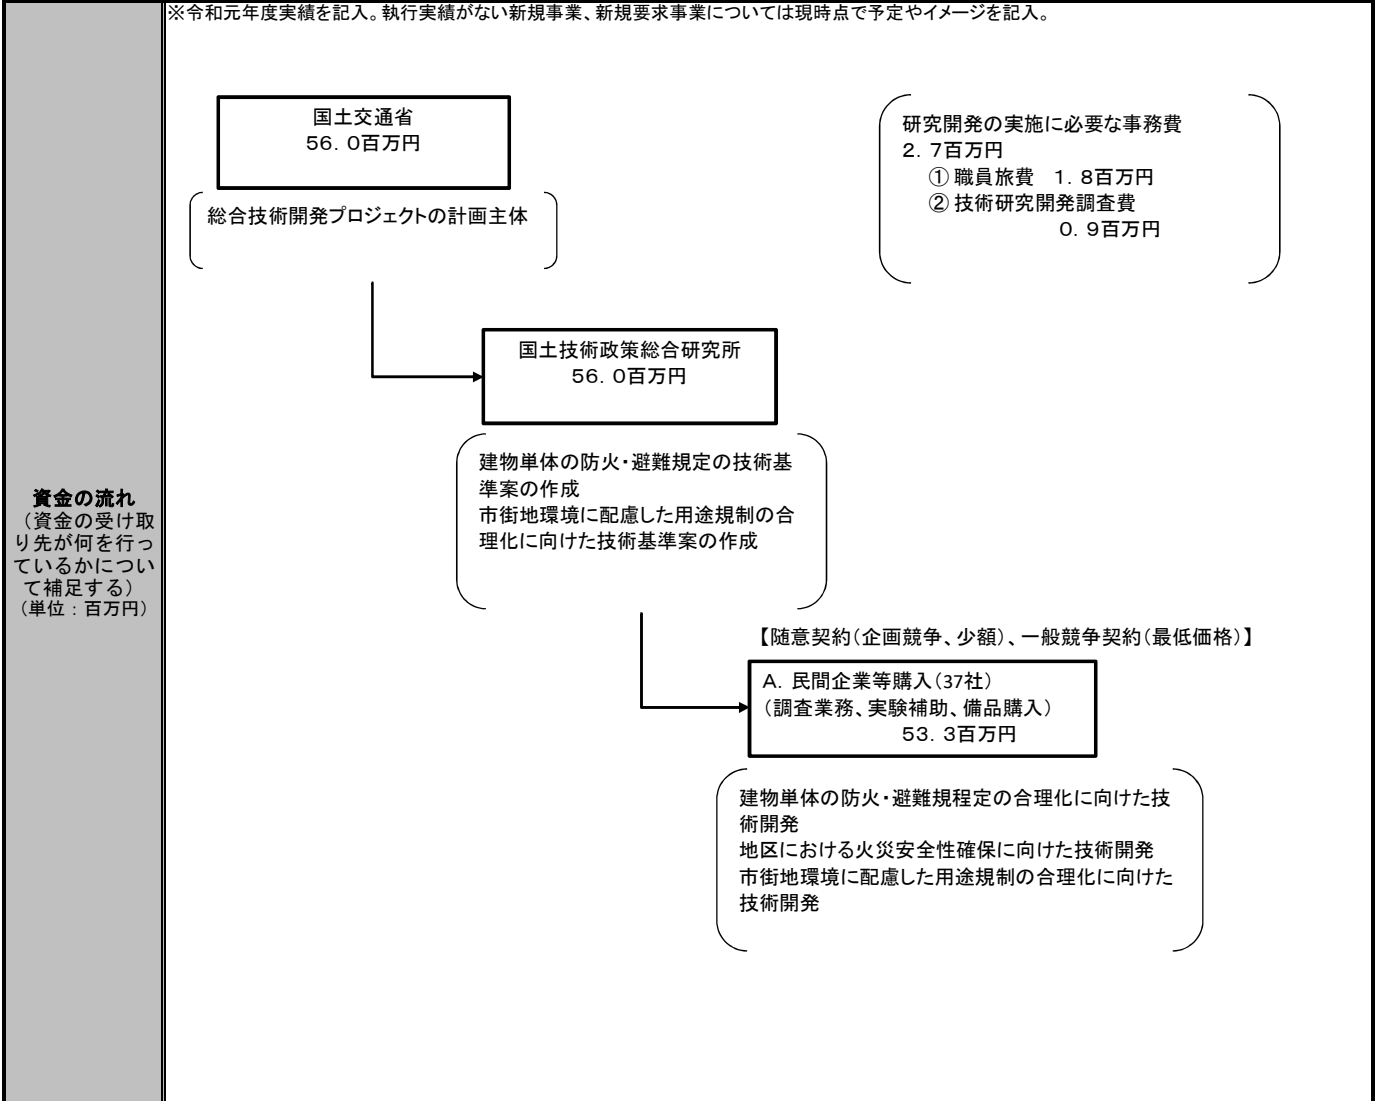 ※令和元年度実績を記入。執行実績がない新規事業、新規要求事業については現時点で予定やイメージを記入。
資金の流れ
（資金の受け取
り先が何を行っ
ているかについ
て補足する）
（単位：百万円）
国土交通省
５６．０百万円
総合技術開発プロジェクトの計画主体
研究開発の実施に必要な事務費
２．７百万円
① 職員旅費　１．８百万円
② 技術研究開発調査費
０．９百万円
国土技術政策総合研究所
５６．０百万円
建物単体の防火・避難規定の技術基
準案の作成
市街地環境に配慮した用途規制の合
理化に向けた技術基準案の作成
【随意契約（企画競争、少額）、一般競争契約（最低価格）】
Ａ．民間企業等購入（37社）
（調査業務、実験補助、備品購入）
５３．３百万円
建物単体の防火・避難規程定の合理化に向けた技
術開発
地区における火災安全性確保に向けた技術開発
市街地環境に配慮した用途規制の合理化に向けた
技術開発